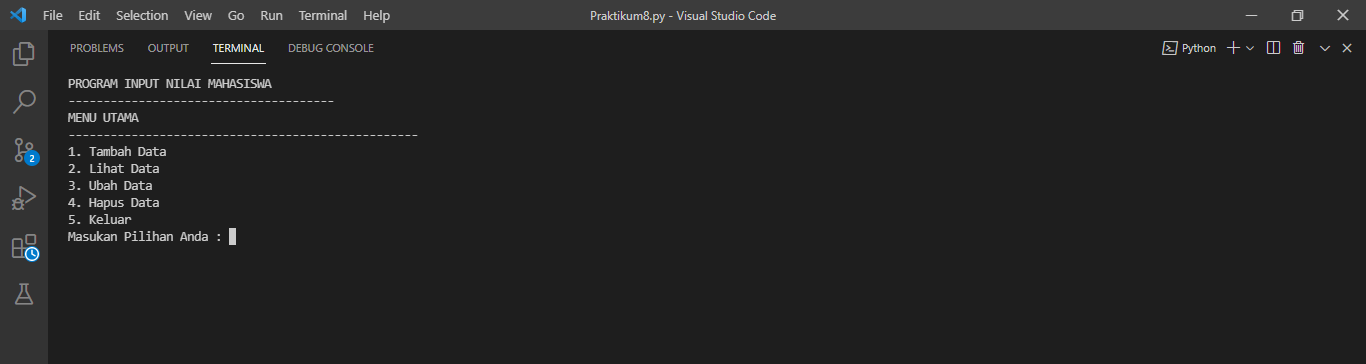 File Edit Selection View Go Run Terminal Help Praktikum8.py - Visual Studio Code
PROBLEMS OUTPUT TERMINAL DEBUG CONSOLE Python
PROGRAM INPUT NILAI MAHASISWA
--------------------------------------
MENU UTAMA
--------------------------------------------------
1. Tambah Data
2. Lihat Data
3. Ubah Data
4. Hapus Data
5. Keluar
Masukan Pilihan Anda :
2